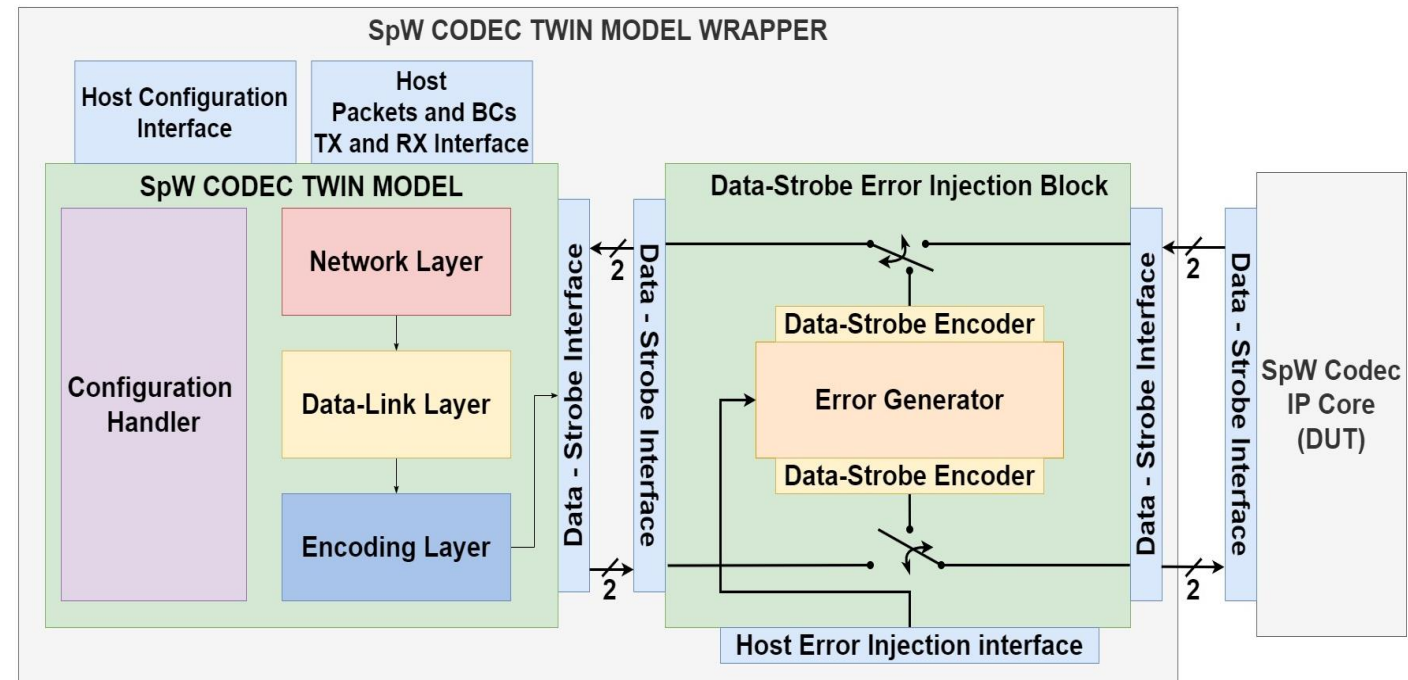 SpW CODEC TWIN MODEL WRAPPER
Host Configuration
Interface
Host
Packets and BCs
TX and RX Interface
SpW CODEC TWIN MODEL
Configuration
Handler
Network Layer
Data-Link Layer
Encoding Layer
Data - Strobe Interface
2
2
Data - Strobe Interface
Data-Strobe Error Injection Block
Data-Strobe Encoder
Error Generator
Data-Strobe Encoder
Host Error Injection interface
Data - Strobe Interface
2
2
Data - Strobe Interface
SpW Codec
IP Core
(DUT)